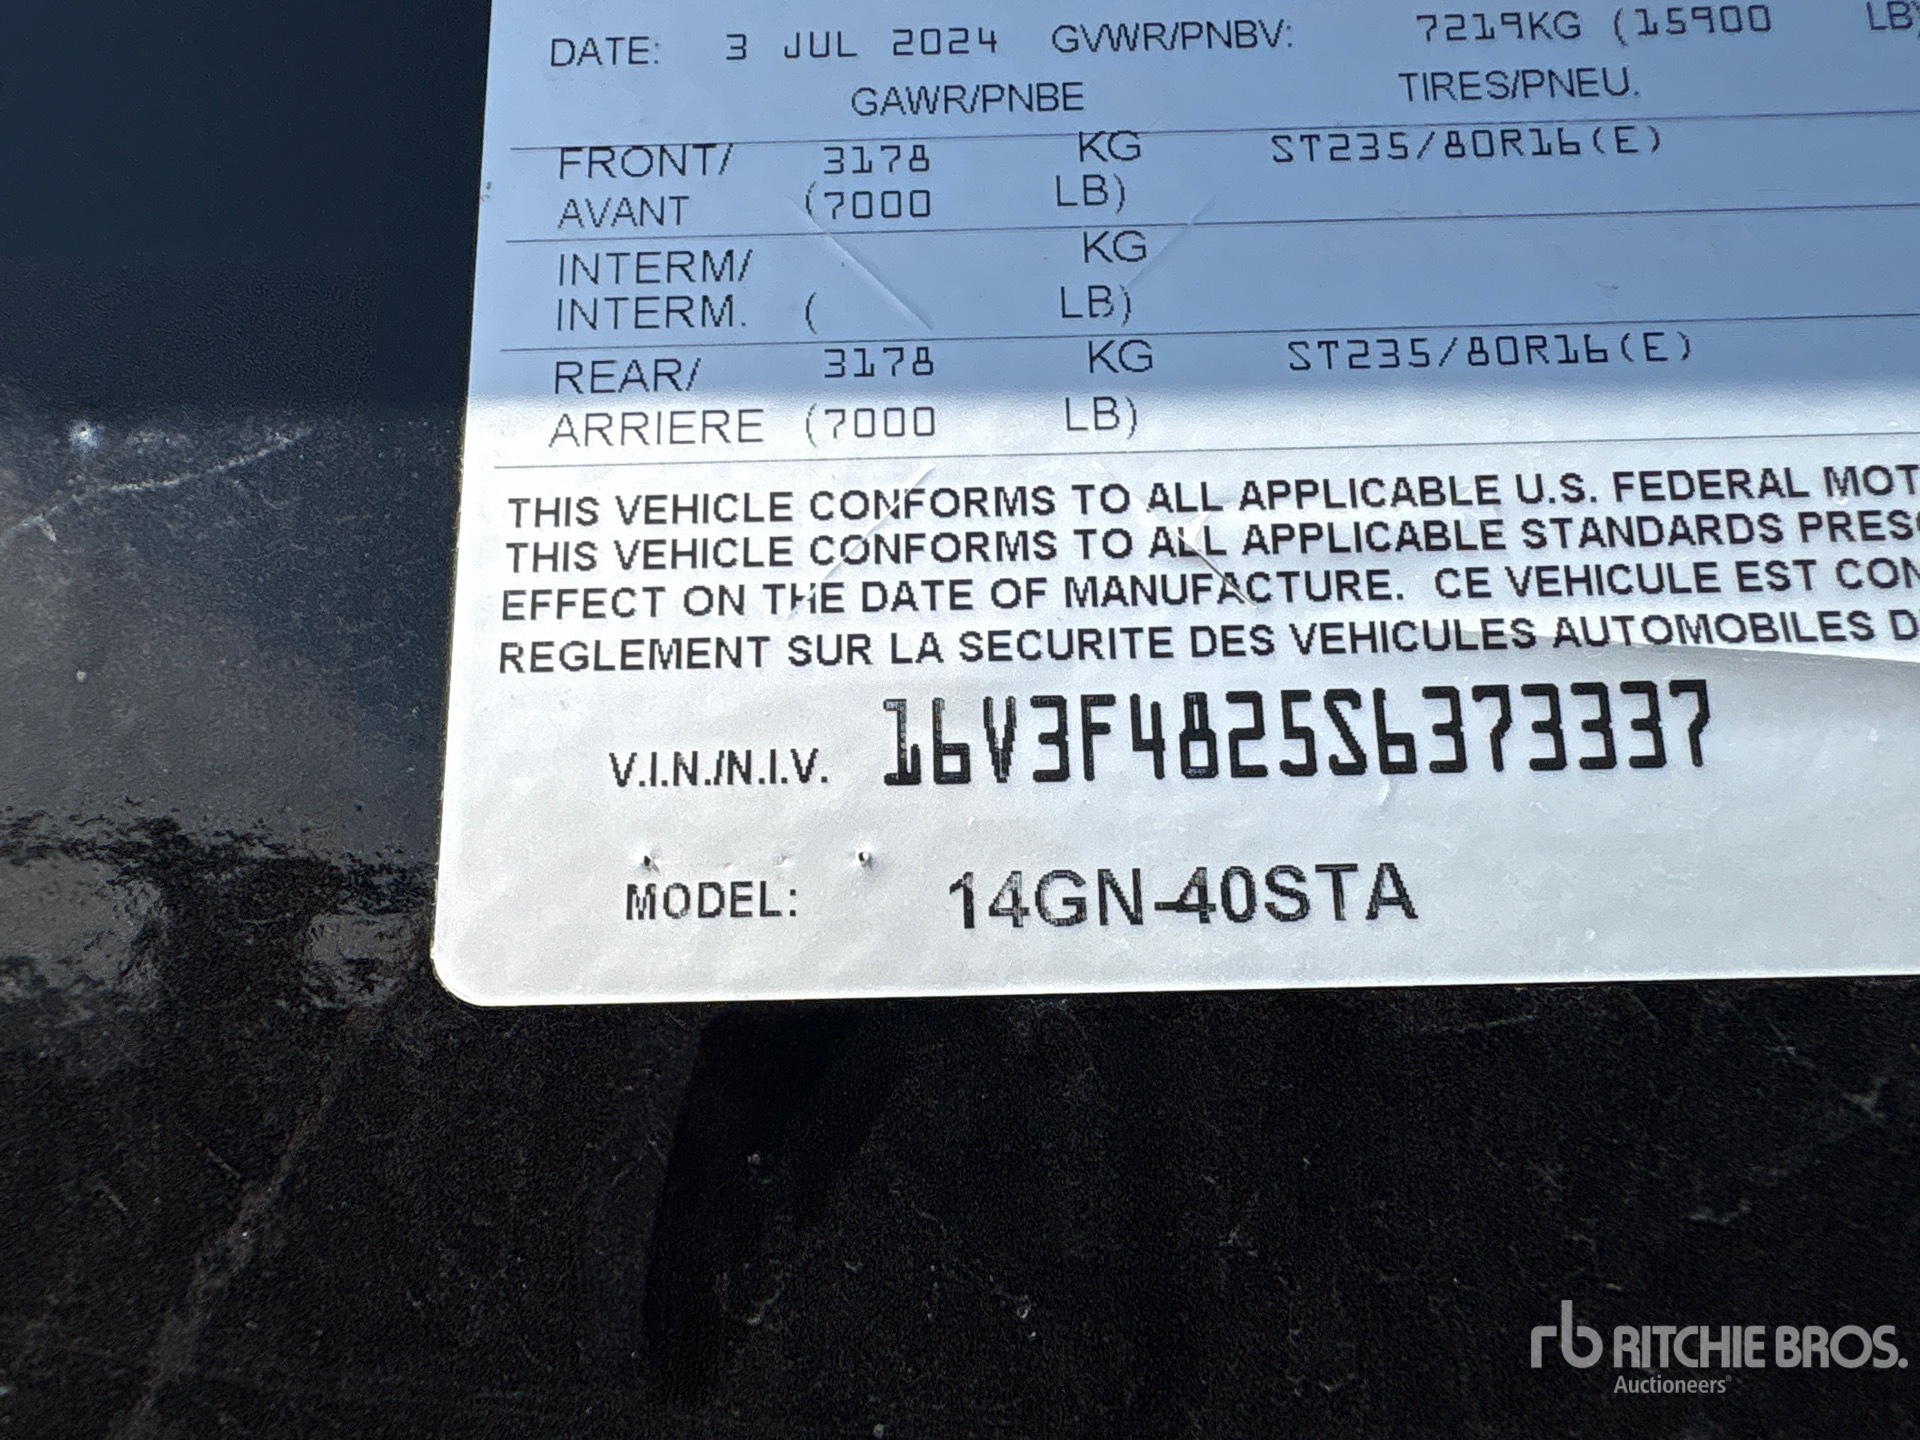 DATE: 3 JUL 2024 GVWR/PNBV: 7219KG (15900 LB)
GAWR/PNBE TIRES/PNEU.
FRONT/ 3178 KG ST235/80R16(E)
AVANT (7000 LB)
INTERM/ KG
INTERM. ( LB)
REAR/ 3178 KG ST235/80R16(E)
ARRIERE (7000 LB)
THIS VEHICLE CONFORMS TO ALL APPLICABLE U.S. FEDERAL MOT
THIS VEHICLE CONFORMS TO ALL APPLICABLE STANDARDS PRESC
EFFECT ON THE DATE OF MANUFACTURE. CE VEHICULE EST CON
REGLEMENT SUR LA SECURITE DES VEHICULES AUTOMOBILES D
V.I.N./N.I.V. 16V3F4825S6373337
MODEL: 14GN-40STA
rb RITCHIE BROS.
Auctioneers